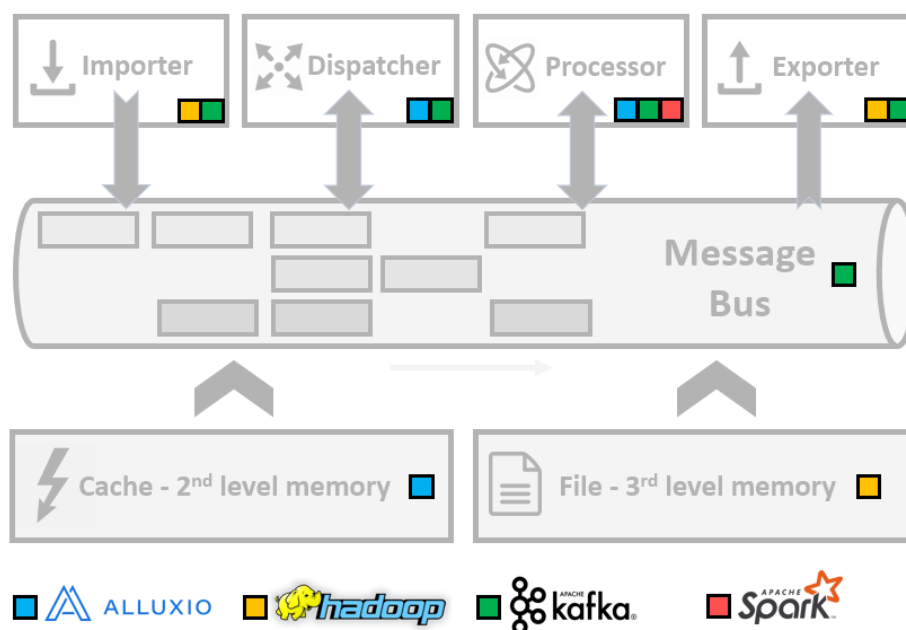 Importer
Dispatcher
Processor
Exporter
Message
Bus
Cache - 2nd level memory
File - 3rd level memory
ALLUXIO
hadoop
APACHE
kafka®
APACHE
Spark™